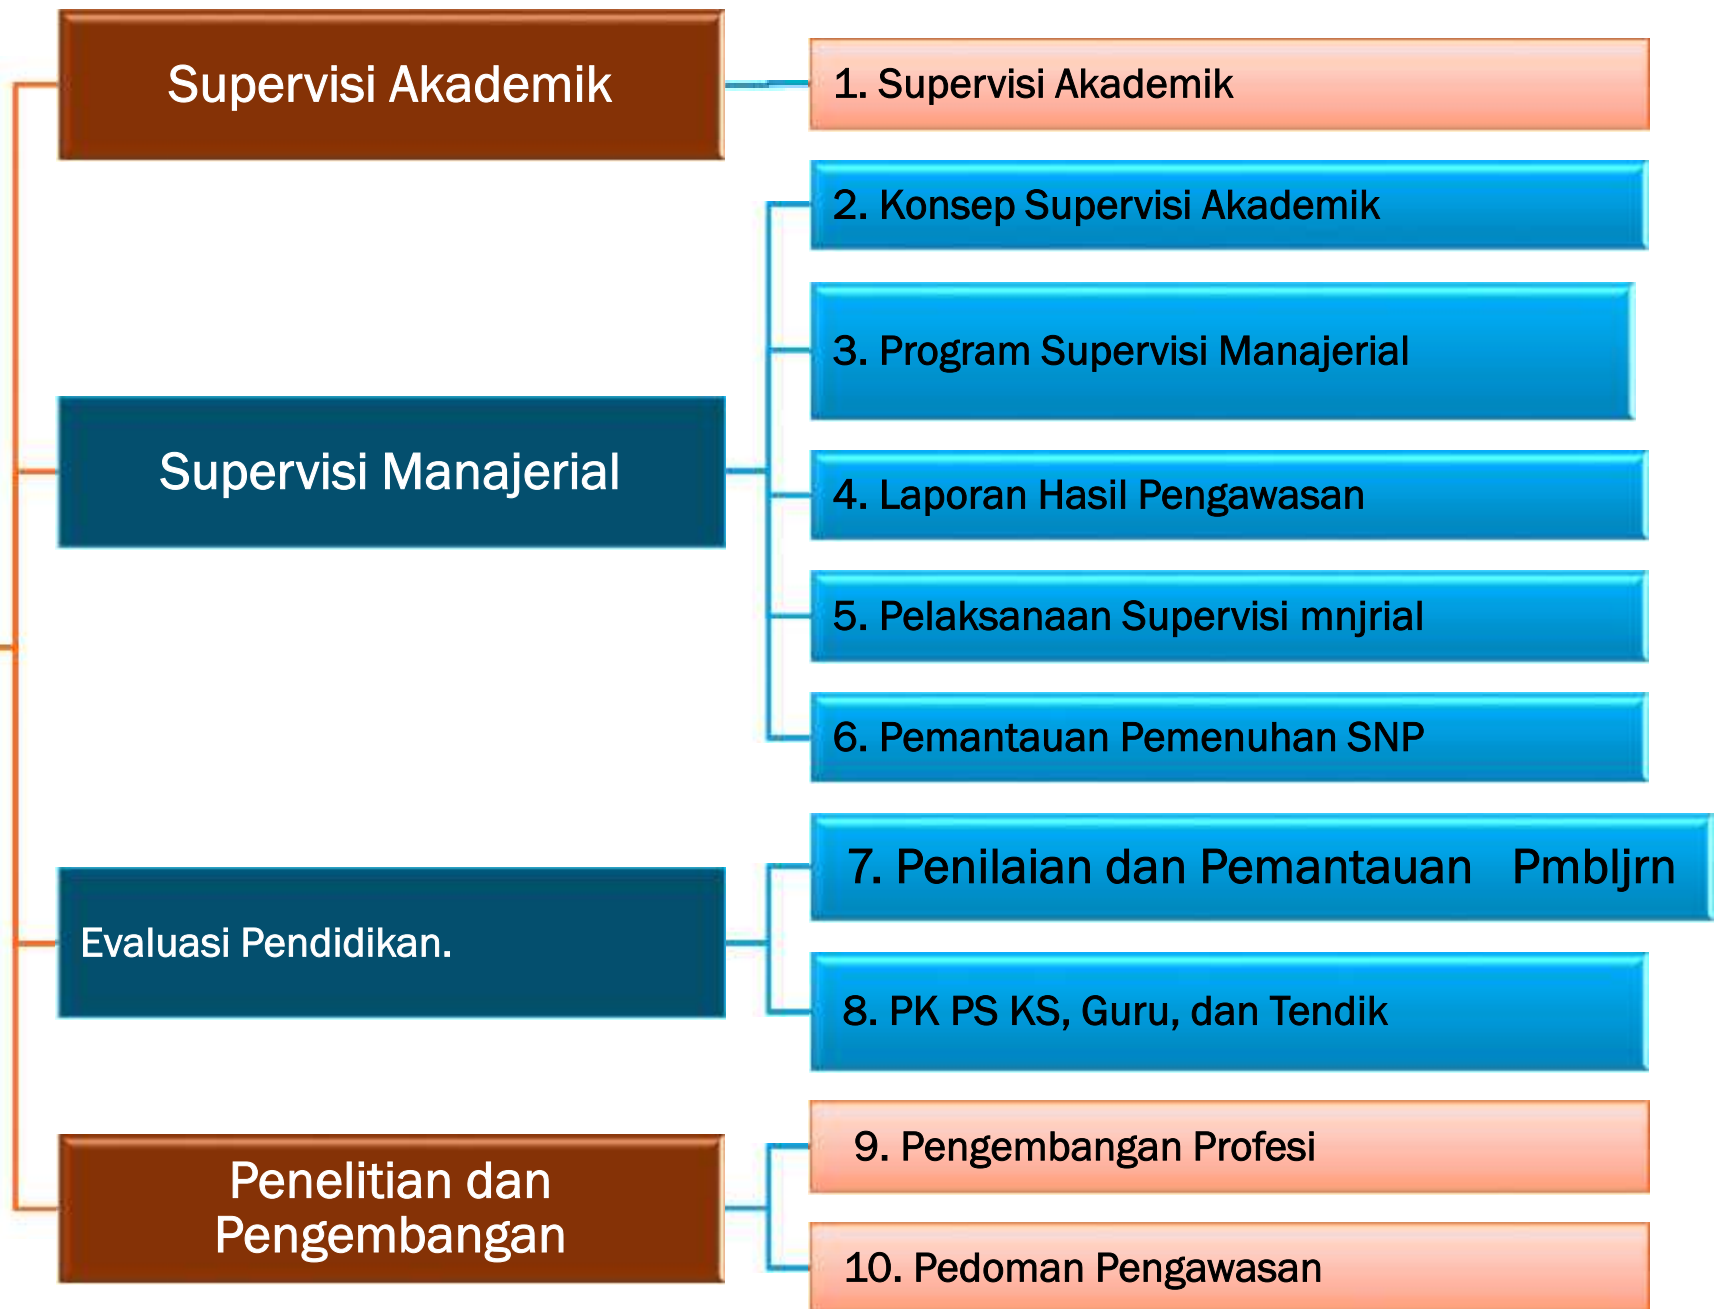 Supervisi Akademik
1. Supervisi Akademik
Supervisi Manajerial
2. Konsep Supervisi Akademik
3. Program Supervisi Manajerial
4. Laporan Hasil Pengawasan
5. Pelaksanaan Supervisi mnjrial
6. Pemantauan Pemenuhan SNP
Evaluasi Pendidikan.
7. Penilaian dan Pemantauan Pmbljrn
8. PK PS KS, Guru, dan Tendik
Penelitian dan
Pengembangan
9. Pengembangan Profesi
10. Pedoman Pengawasan